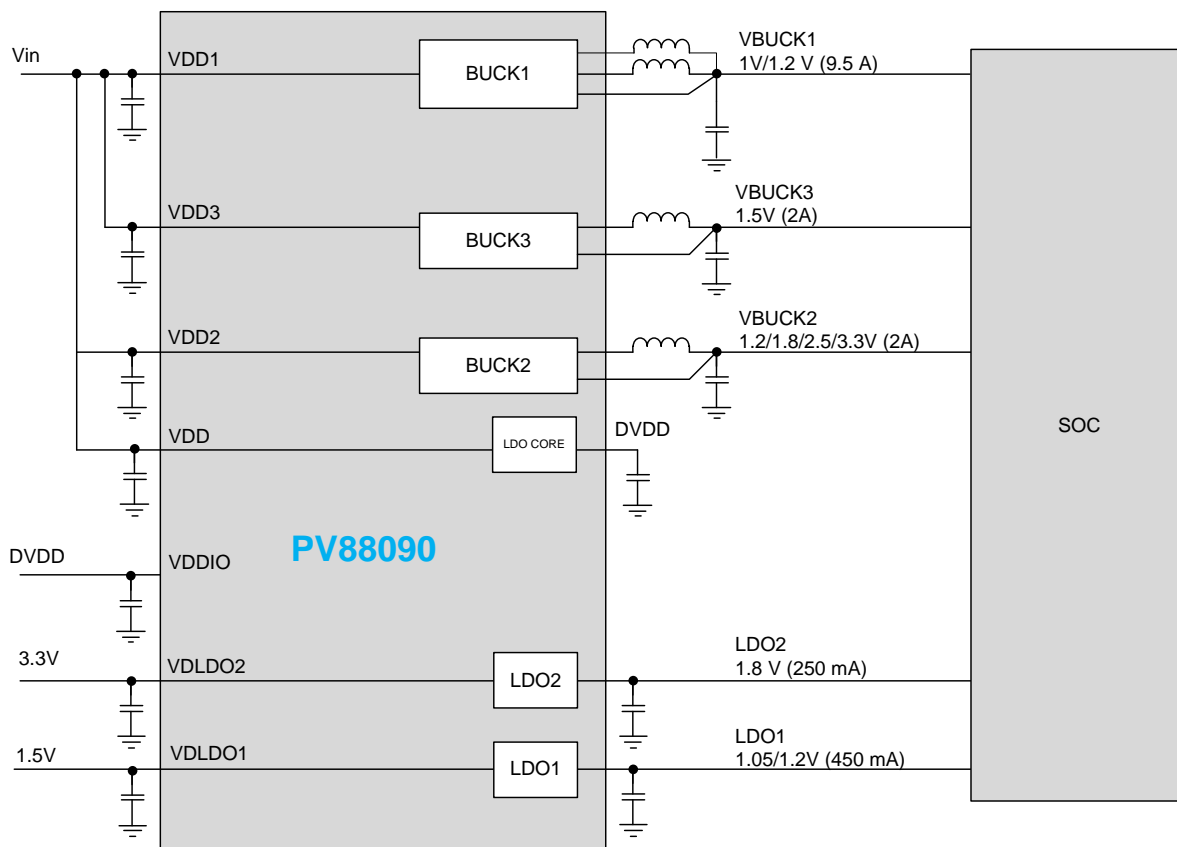 Vin
VDD1
BUCK1
VBUCK1
1V/1.2 V (9.5 A)
VDD3
BUCK3
VBUCK3
1.5V (2A)
VDD2
BUCK2
VBUCK2
1.2/1.8/2.5/3.3V (2A)
VDD
LDO CORE
DVDD
SOC
DVDD
VDDIO
PV88090
3.3V
VDLDO2
LDO2
LDO2
1.8 V (250 mA)
1.5V
VDLDO1
LDO1
LDO1
1.05/1.2V (450 mA)